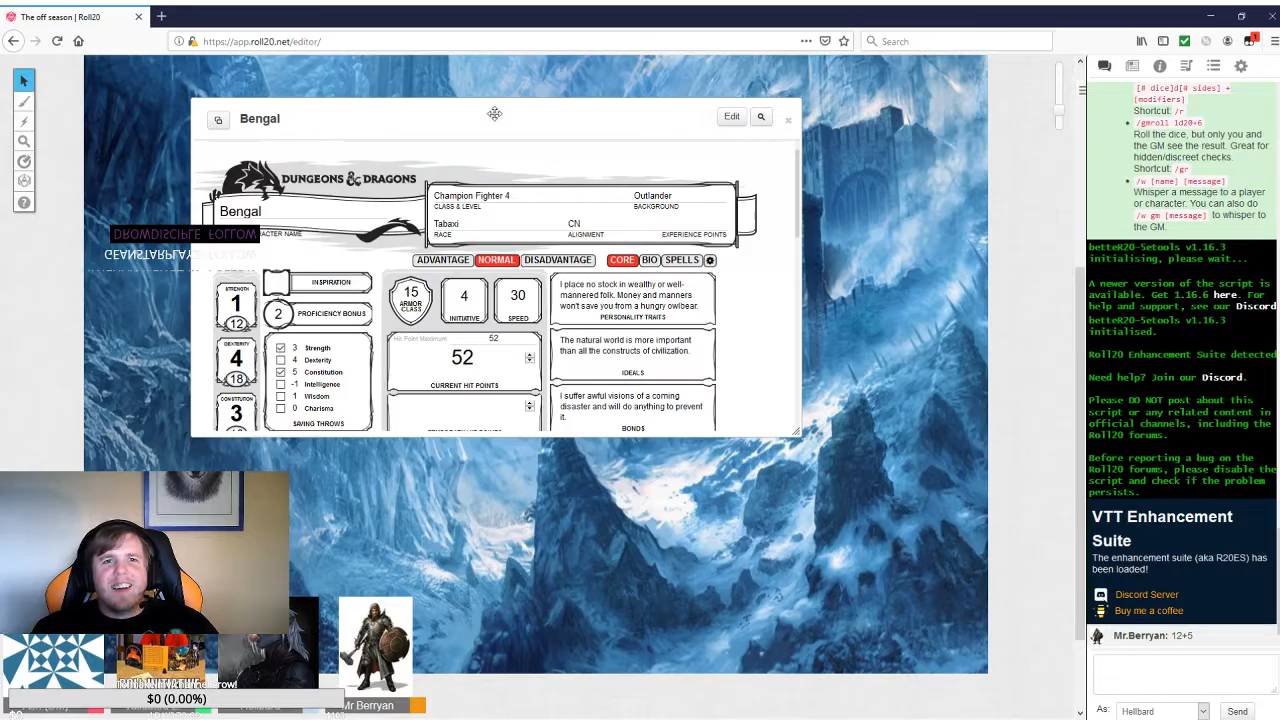 The off season | Roll20
https://app.roll20.net/editor/
Search
Bengal
Edit
DUNGEONS & DRAGONS
Bengal
CHARACTER NAME
Champion Fighter 4
CLASS & LEVEL
Outlander
BACKGROUND
Tabaxi
RACE
CN
ALIGNMENT
EXPERIENCE POINTS
DROWDISCIPLE FOLLOW
ADVANTAGE NORMAL DISADVANTAGE CORE BIO SPELLS
STRENGTH
1
12
DEXTERITY
4
18
CONSTITUTION
3
INSPIRATION
2 PROFICIENCY BONUS
3 Strength
4 Dexterity
5 Constitution
-1 Intelligence
1 Wisdom
0 Charisma
SAVING THROWS
15
ARMOR
CLASS
4
INITIATIVE
30
SPEED
Hit Point Maximum 52
52
CURRENT HIT POINTS
I place no stock in wealthy or well-
mannered folk. Money and manners
won't save you from a hungry owlbear.
PERSONALITY TRAITS
The natural world is more important
than all the constructs of civilization.
IDEALS
I suffer awful visions of a coming
disaster and will do anything to prevent
it.
BONDS
[# dice]d[# sides] +
[modifiers]
Shortcut: /r
/gmroll 1d20+6
Roll the dice, but only you and
the GM see the result. Great for
hidden/discreet checks.
Shortcut: /gr
/w [name] [message]
Whisper a message to a player
or character. You can also do
/w gm [message] to whisper to
the GM.
betteR20-5etools v1.16.3
initialising, please wait...
A newer version of the script is
available. Get 1.16.6 here. For
help and support, see our Discord
betteR20-5etools v1.16.3
initialised.
Roll20 Enhancement Suite detected
Need help? Join our Discord.
Please DO NOT post about this
script or any related content in
official channels, including the
Roll20 forums.
Before reporting a bug on the
Roll20 forums, please disable the
script and check if the problem
persists.
VTT Enhancement
Suite
The enhancement suite (aka R20ES) has
been loaded!
Discord Server
Buy me a coffee
Mr.Berryan: 12+5
As: Hellbard Send
$0 (0.00%)
Mr Berryan